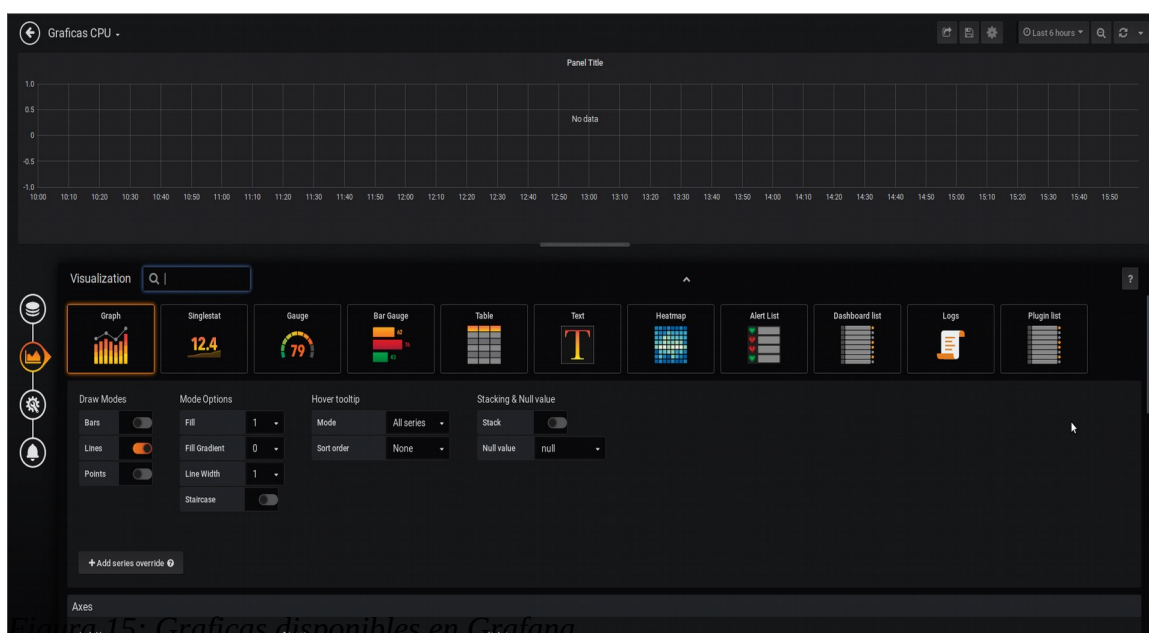 Graficas CPU
Last 6 hours
Panel Title
1.0
0.5
No data
0
-0.5
-1.0
10:00 10:10 10:20 10:30 10:40 10:50 11:00 11:10 11:20 11:30 11:40 11:50 12:00 12:10 12:20 12:30 12:40 12:50 13:00 13:10 13:20 13:30 13:40 13:50 14:00 14:10 14:20 14:30 14:40 14:50 15:00 15:10 15:20 15:30 15:40 15:50
Visualization
?
Graph Singlestat Gauge Bar Gauge Table Text Heatmap Alert List Dashboard list Logs Plugin list
12.4 79 62 T
43
Draw Modes Mode Options Hover tooltip Stacking & Null value
Bars Fill 1 Mode All series Stack
Lines Fill Gradient 0 Sort order None Null value null
Points Line Width 1
Staircase
+ Add series override ?
Axes
Figura 15: Graficas disponibles en Grafana